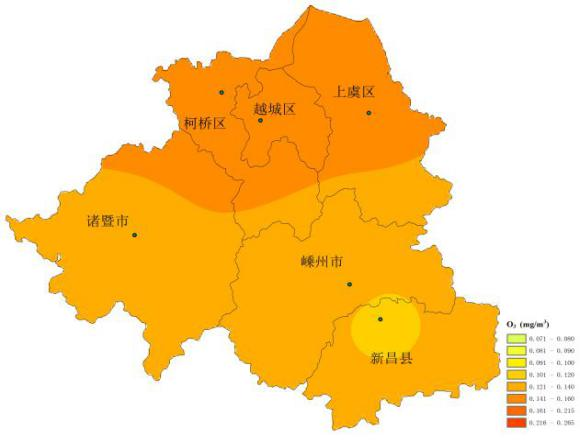 上虞区
越城区
柯桥区
诸暨市
嵊州市
新昌县
O₃ (mg/m³)
0.071 - 0.080
0.081 - 0.090
0.091 - 0.100
0.101 - 0.120
0.121 - 0.140
0.141 - 0.160
0.161 - 0.215
0.216 - 0.265